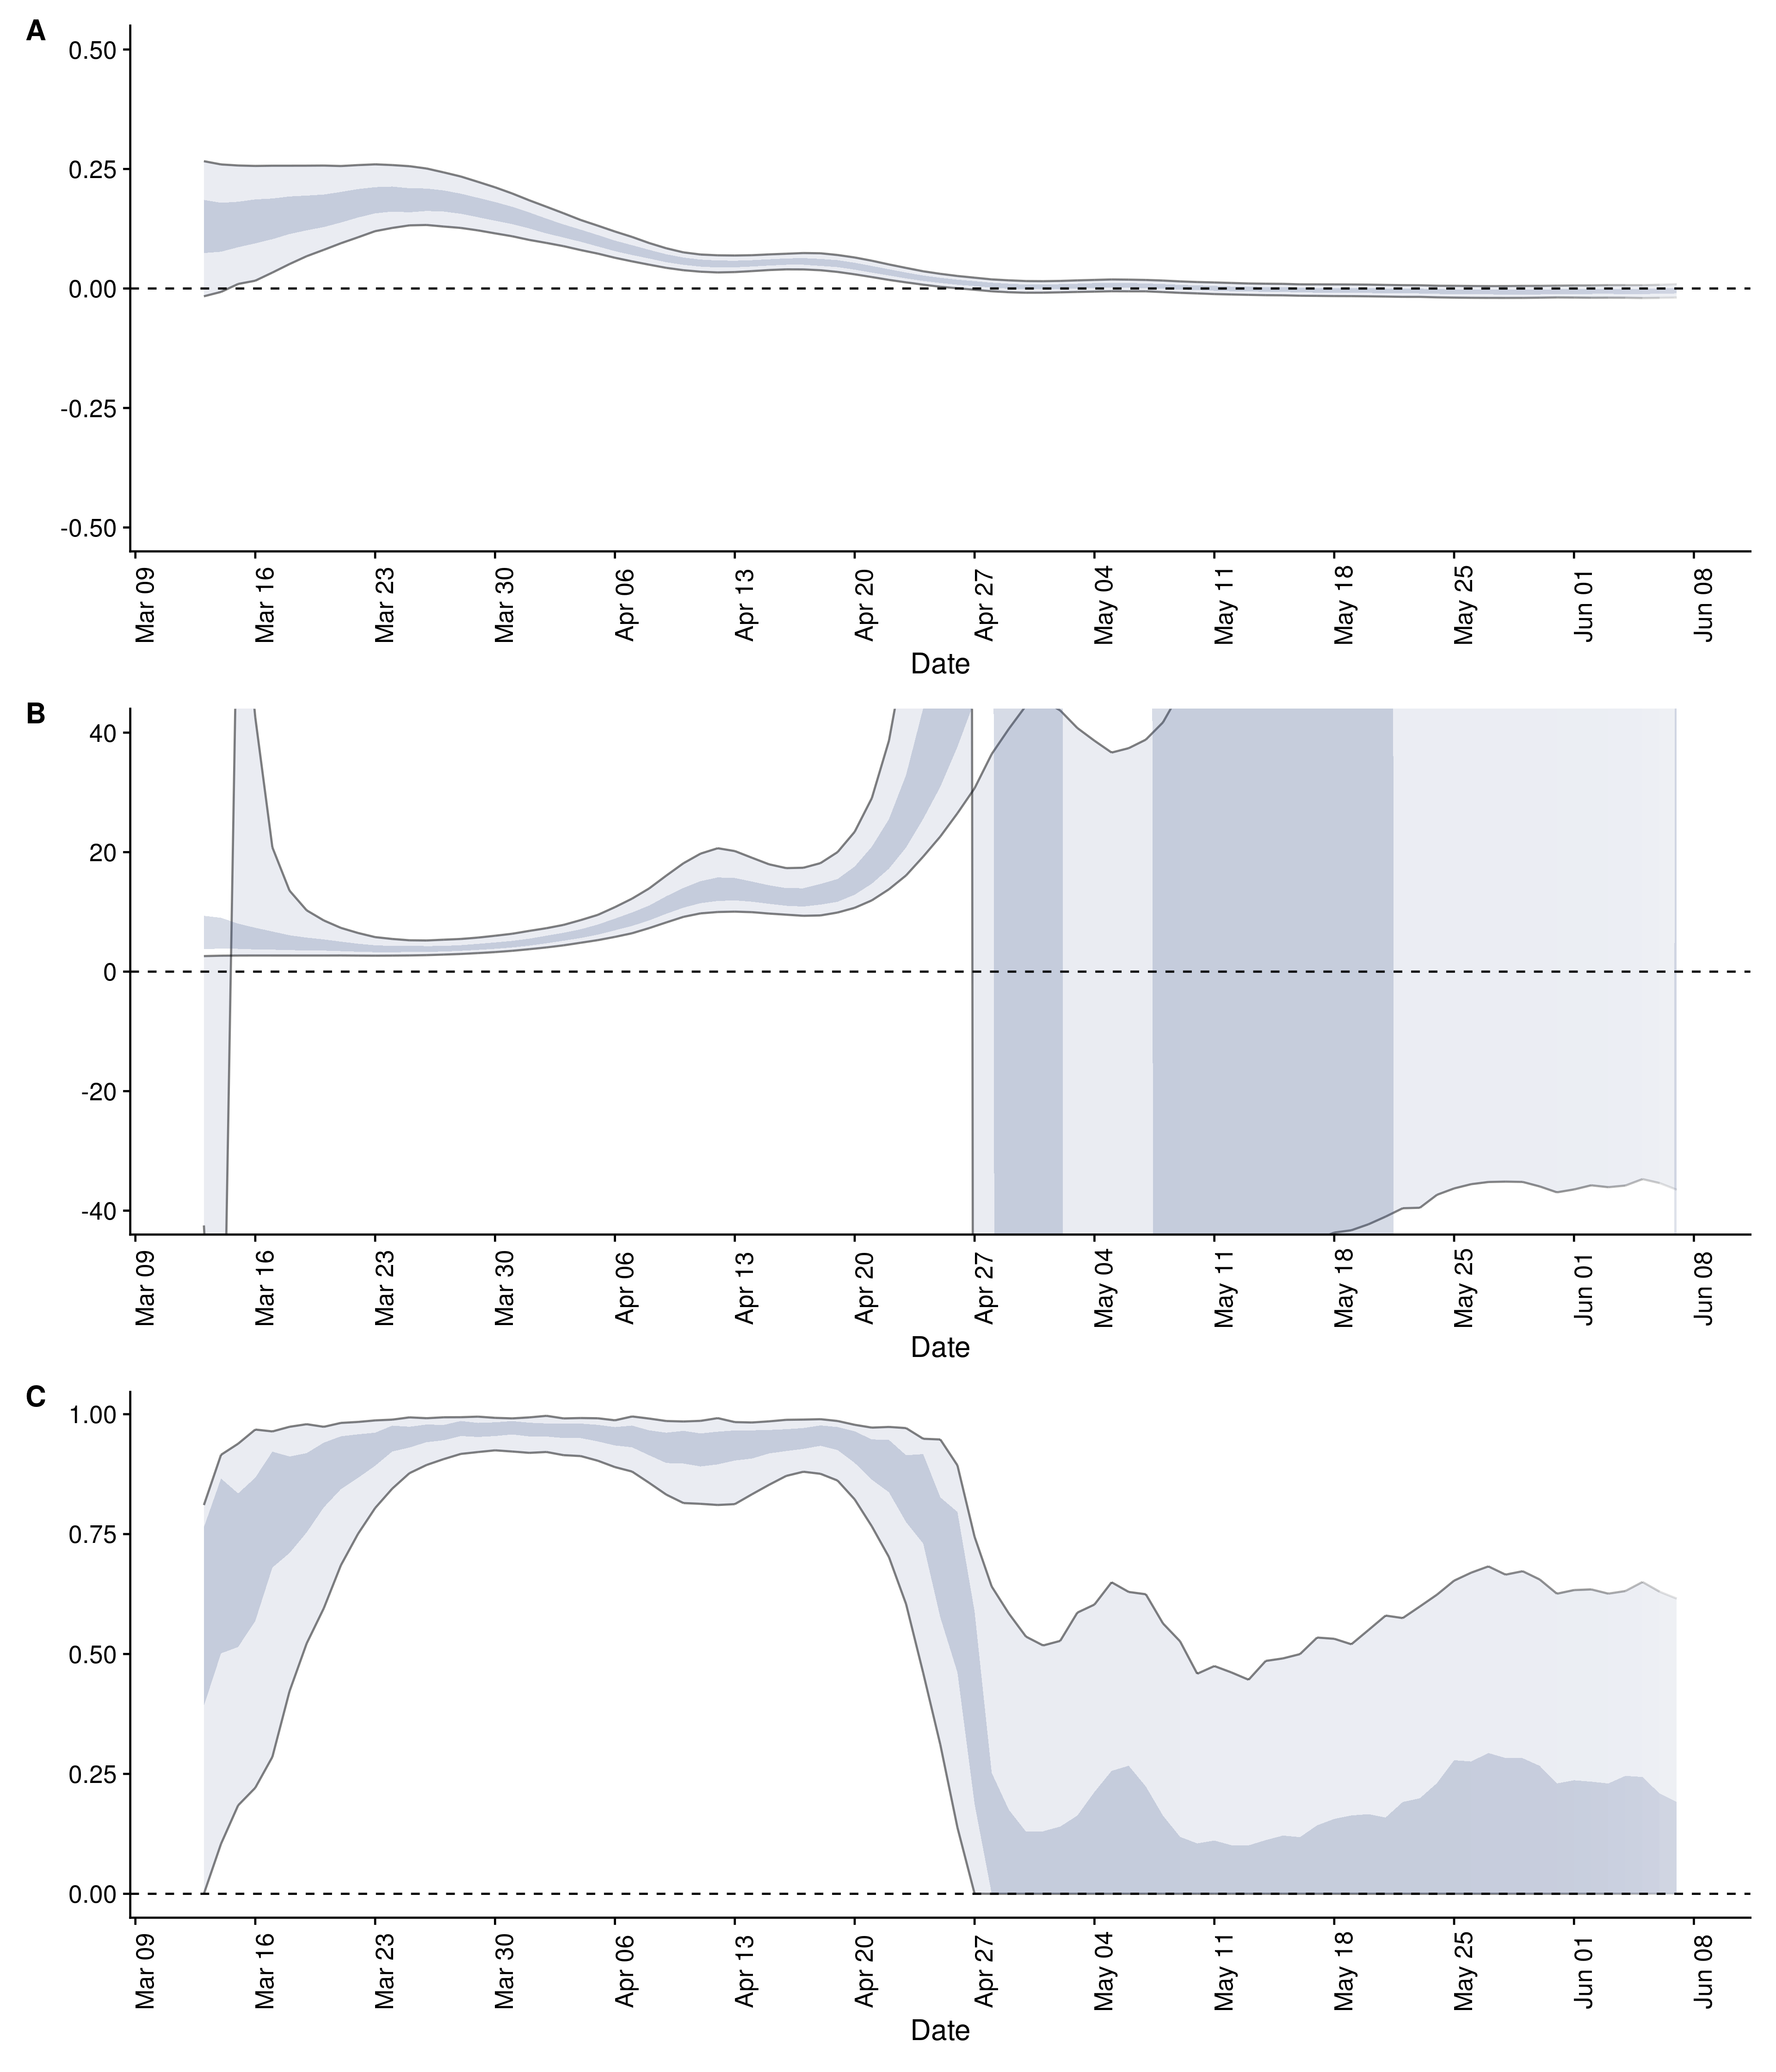 A
0.50
0.25
0.00
-0.25
-0.50
Mar 09
Mar 16
Mar 23
Mar 30
Apr 06
Apr 13
Apr 20
Apr 27
May 04
May 11
May 18
May 25
Jun 01
Jun 08
Date
B
40
20
0
-20
-40
Mar 09
Mar 16
Mar 23
Mar 30
Apr 06
Apr 13
Apr 20
Apr 27
May 04
May 11
May 18
May 25
Jun 01
Jun 08
Date
C
1.00
0.75
0.50
0.25
0.00
Mar 09
Mar 16
Mar 23
Mar 30
Apr 06
Apr 13
Apr 20
Apr 27
May 04
May 11
May 18
May 25
Jun 01
Jun 08
Date